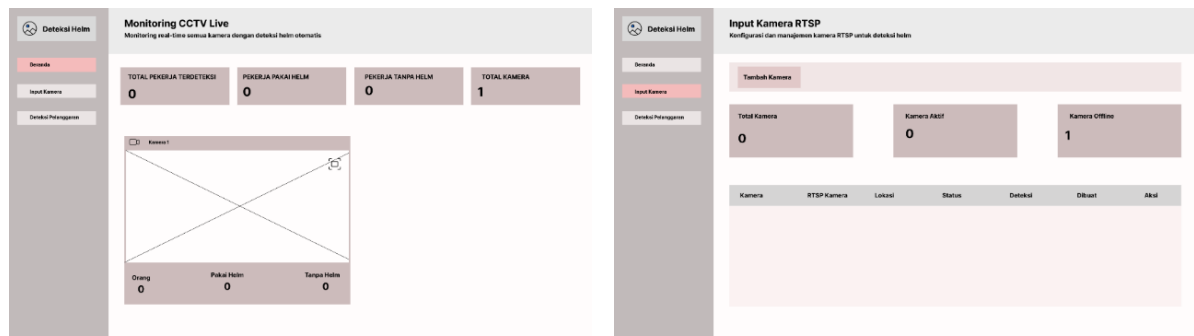 Deteksi Helm
Monitoring CCTV Live
Monitoring real-time semua kamera dengan deteksi helm otomatis
Beranda
Input Kamera
Deteksi Pelanggaran
TOTAL PEKERJA TERDETEKSI
0
PEKERJA PAKAI HELM
0
PEKERJA TANPA HELM
0
TOTAL KAMERA
1
Kamera 1
Orang
0
Pakai Helm
0
Tanpa Helm
0
Deteksi Helm
Input Kamera RTSP
Konfigurasi dan manajemen kamera RTSP untuk deteksi helm
Beranda
Input Kamera
Deteksi Pelanggaran
Tambah Kamera
Total Kamera
0
Kamera Aktif
0
Kamera Offline
1
Kamera RTSP Kamera Lokasi Status Deteksi Dibuat Aksi